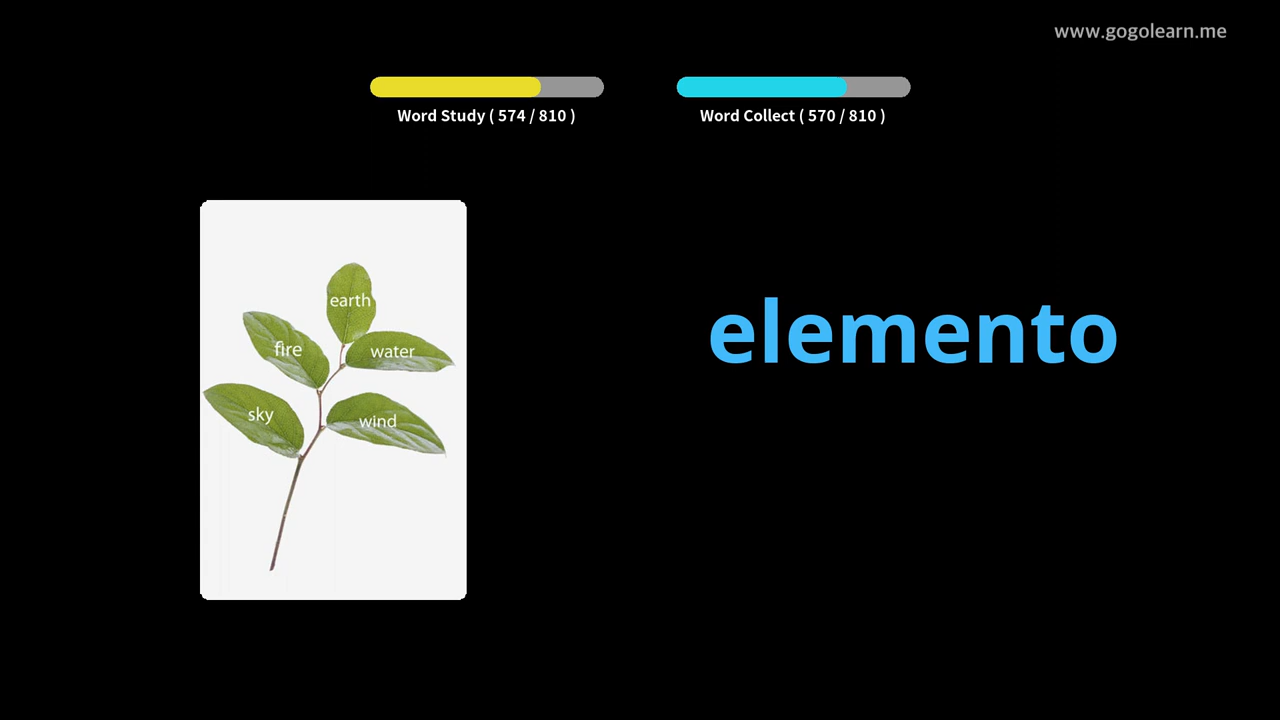 www.gogolearn.me
Word Study ( 574 / 810 )
Word Collect ( 570 / 810 )
earth
fire
water
sky
wind
elemento